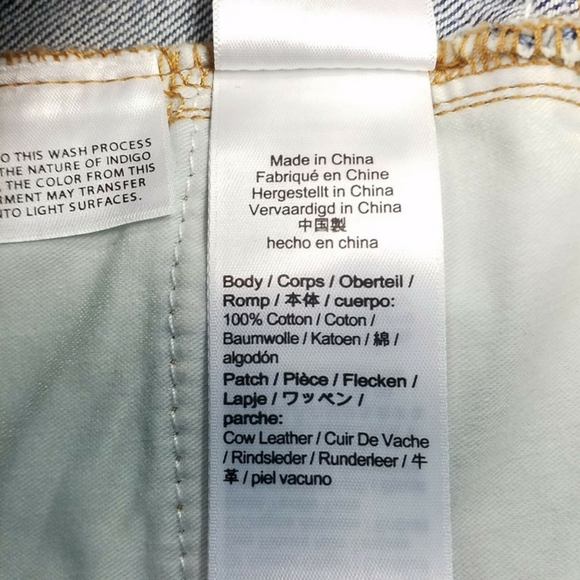 O THIS WASH PROCESS
THE NATURE OF INDIGO
, THE COLOR FROM THIS
RMENT MAY TRANSFER
NTO LIGHT SURFACES.
Made in China
Fabriqué en Chine
Hergestellt in China
Vervaardigd in China
中国製
hecho en china
Body / Corps / Oberteil /
Romp / 本体 / cuerpo:
100% Cotton / Coton /
Baumwolle / Katoen / 綿 /
algodón
Patch / Pièce / Flecken /
Lapje / ワッペン /
parche:
Cow Leather / Cuir De Vache
/ Rindsleder / Runderleer / 牛
革 / piel vacuno